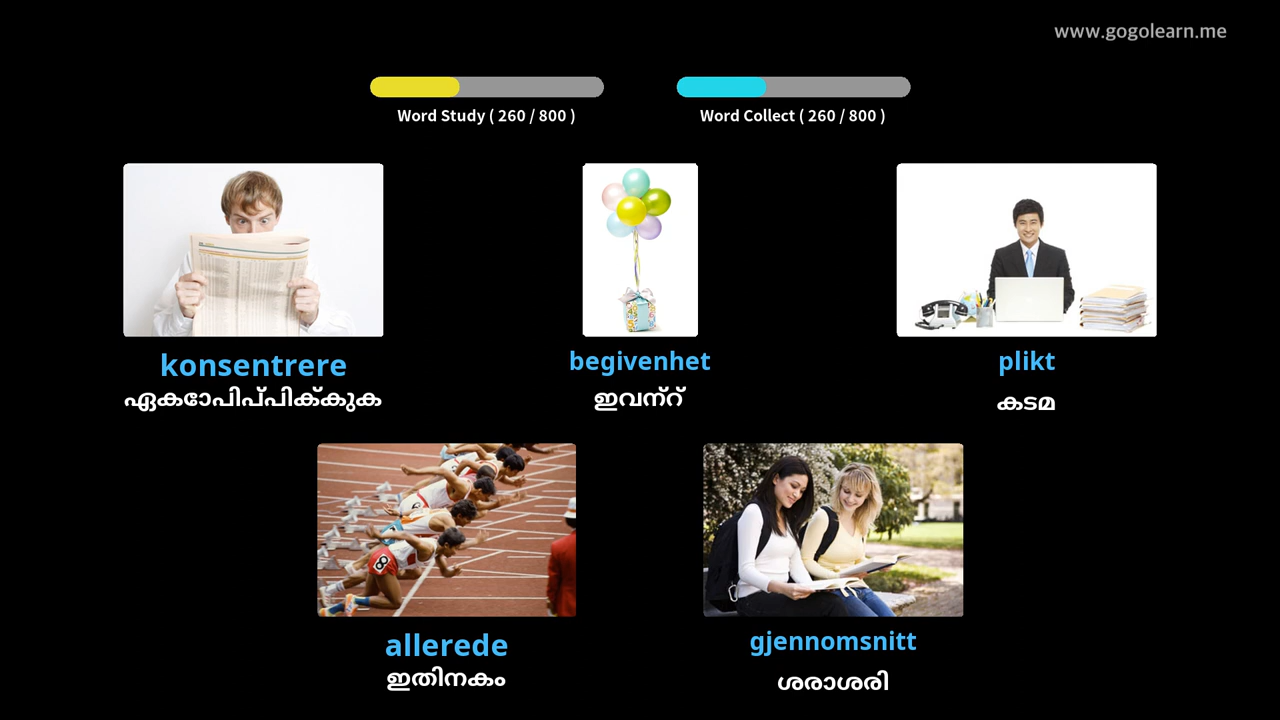 www.gogolearn.me
Word Study ( 260 / 800 )
Word Collect ( 260 / 800 )
konsentrere
begivenhet
plikt
ഏകാോപിപ്പിക്കുക
ഇവന്റ്
കടമ
8
allerede
gjennomsnitt
ഇതിനകം
ശരാശരി